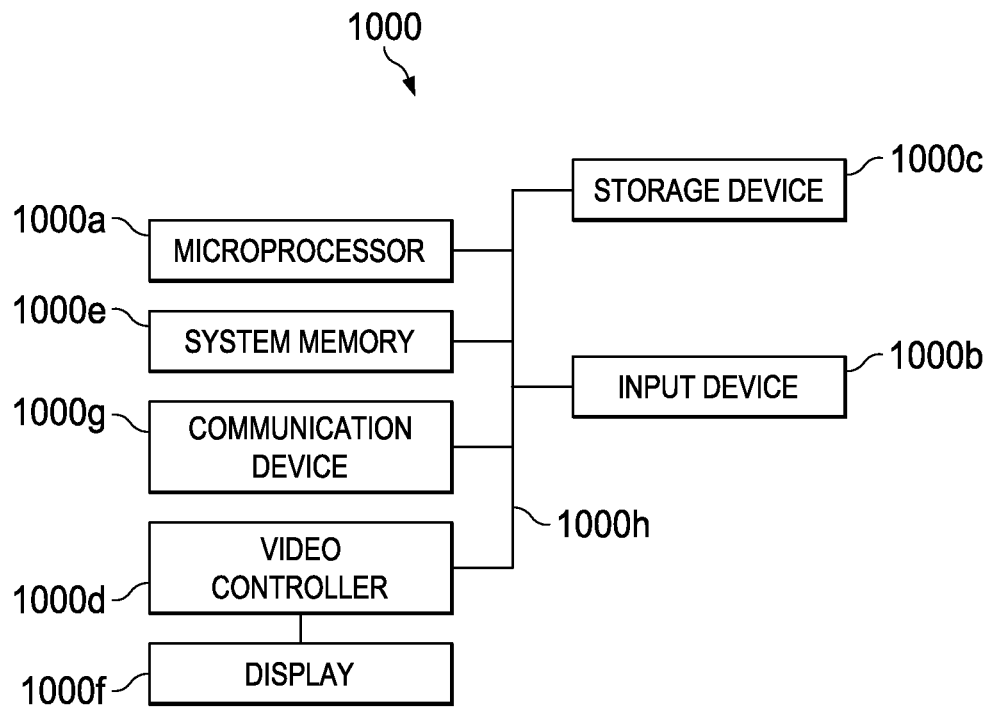 1000
1000c
STORAGE DEVICE
1000a
MICROPROCESSOR
1000e
SYSTEM MEMORY
1000b
INPUT DEVICE
1000g
COMMUNICATION
DEVICE
1000h
VIDEO
CONTROLLER
1000d
DISPLAY
1000f